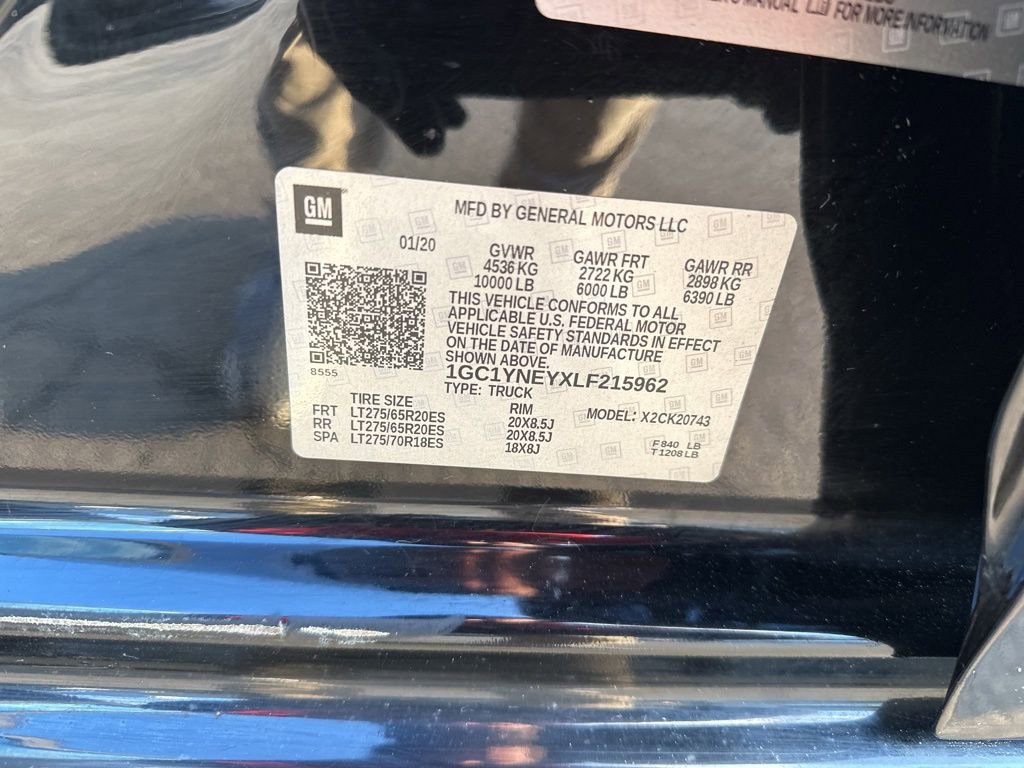 MANUAL FOR MORE INFORMATION
GM
MFD BY GENERAL MOTORS LLC
01/20
GVWR GAWR FRT GAWR RR
4536 KG 2722 KG 2898 KG
10000 LB 6000 LB 6390 LB
THIS VEHICLE CONFORMS TO ALL
APPLICABLE U.S. FEDERAL MOTOR
VEHICLE SAFETY STANDARDS IN EFFECT
ON THE DATE OF MANUFACTURE
SHOWN ABOVE.
8555
1GC1YNEYXLF215962
TYPE: TRUCK
TIRE SIZE RIM MODEL: X2CK20743
FRT LT275/65R20ES 20X8.5J
RR LT275/65R20ES 20X8.5J
SPA LT275/70R18ES 18X8J
F 840 LB
T 1208 LB